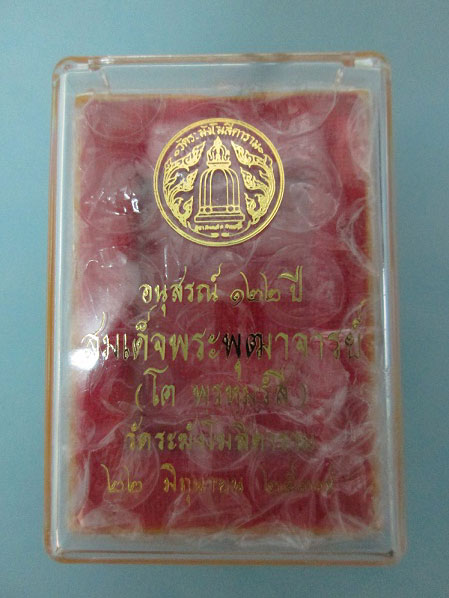 วัดระฆังโฆสิตาราม
อนุสรณ์ ๑๒๒ ปี
สมเด็จพระพุฒาจารย์
(โต พรหมรังสี)
วัดระฆังโฆสิตาราม
๒๒ มิถุนายน